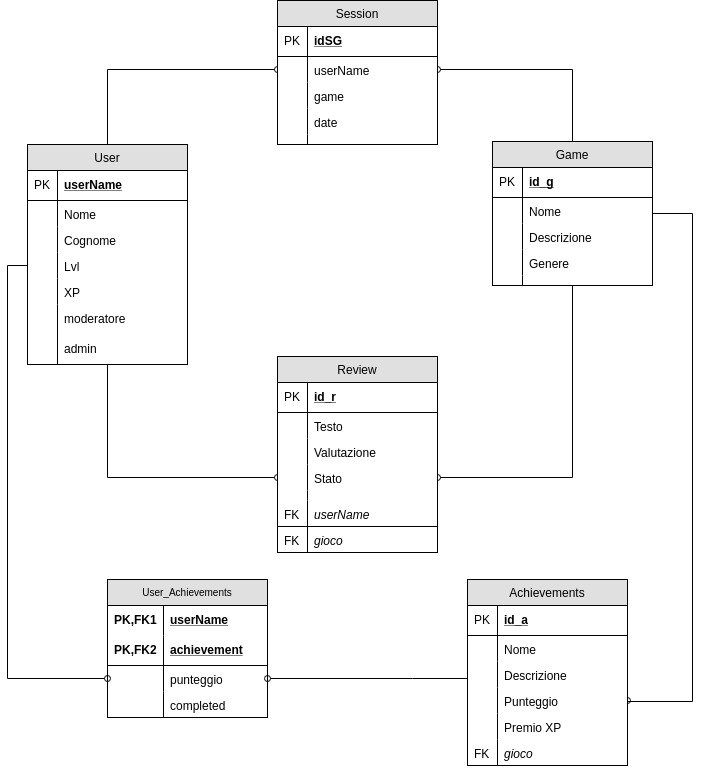 Session
PK idSG
userName
game
date
User
PK userName
Nome
Cognome
Lvl
XP
moderatore
admin
Game
PK id_g
Nome
Descrizione
Genere
Review
PK id_r
Testo
Valutazione
Stato
FK userName
FK gioco
User_Achievements
PK,FK1 userName
PK,FK2 achievement
punteggio
completed
Achievements
PK id_a
Nome
Descrizione
Punteggio
Premio XP
FK gioco